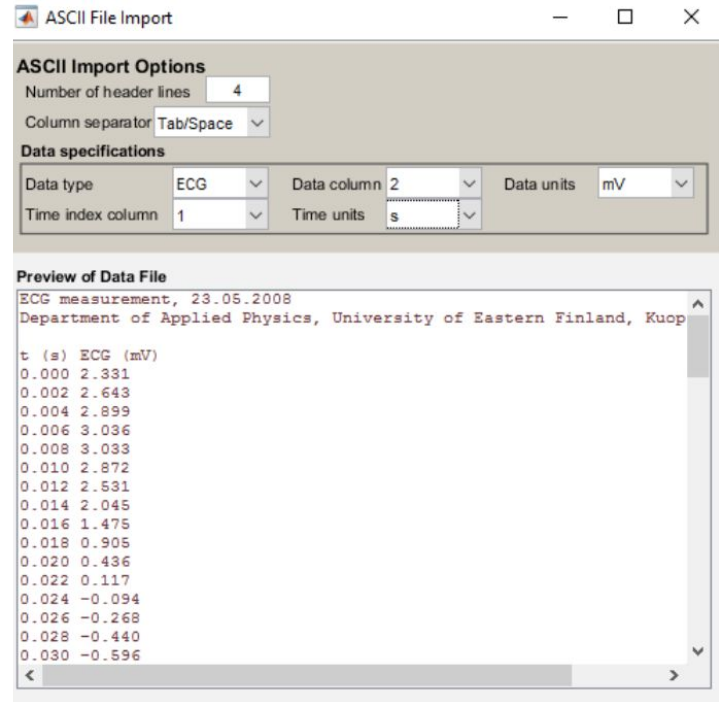 ASCII File Import
ASCII Import Options
Number of header lines 4
Column separator Tab/Space
Data specifications
Data type ECG Data column 2 Data units mV
Time index column 1 Time units s
Preview of Data File
ECG measurement, 23.05.2008
Department of Applied Physics, University of Eastern Finland, Kuop
t (s) ECG (mV)
0.000 2.331
0.002 2.643
0.004 2.899
0.006 3.036
0.008 3.033
0.010 2.872
0.012 2.531
0.014 2.045
0.016 1.475
0.018 0.905
0.020 0.436
0.022 0.117
0.024 -0.094
0.026 -0.268
0.028 -0.440
0.030 -0.596